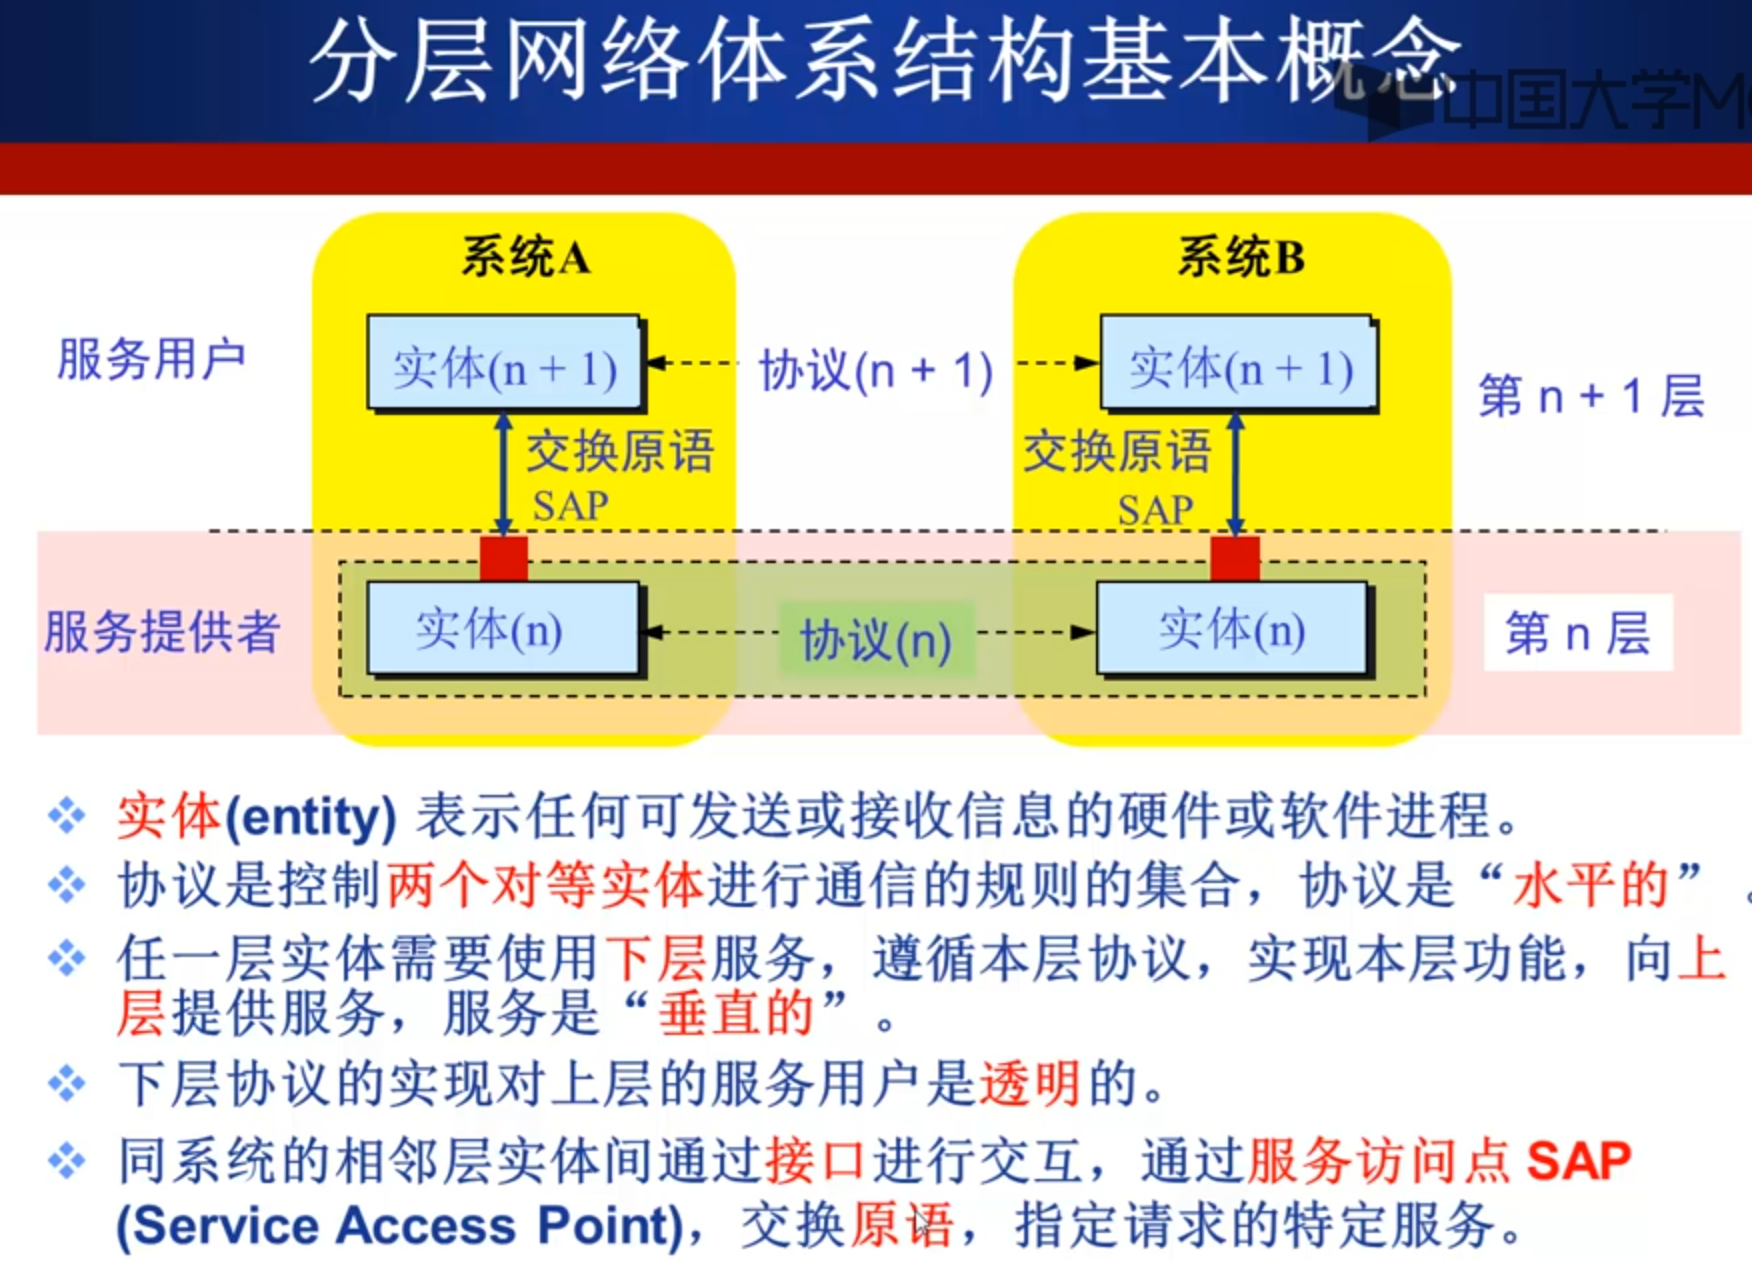 分层网络体系结构基本概念
中国大学M
系统A
系统B
服务用户
实体(n + 1)
协议(n + 1)
实体(n + 1)
第 n + 1 层
交换原语
SAP
交换原语
SAP
服务提供者
实体(n)
协议(n)
实体(n)
第 n 层
实体(entity) 表示任何可发送或接收信息的硬件或软件进程。
协议是控制两个对等实体进行通信的规则的集合，协议是“水平的”。
任一层实体需要使用下层服务，遵循本层协议，实现本层功能，向上
层提供服务，服务是“垂直的”。
下层协议的实现对上层的服务用户是透明的。
同系统的相邻层实体间通过接口进行交互，通过服务访问点 SAP
(Service Access Point)，交换原语，指定请求的特定服务。